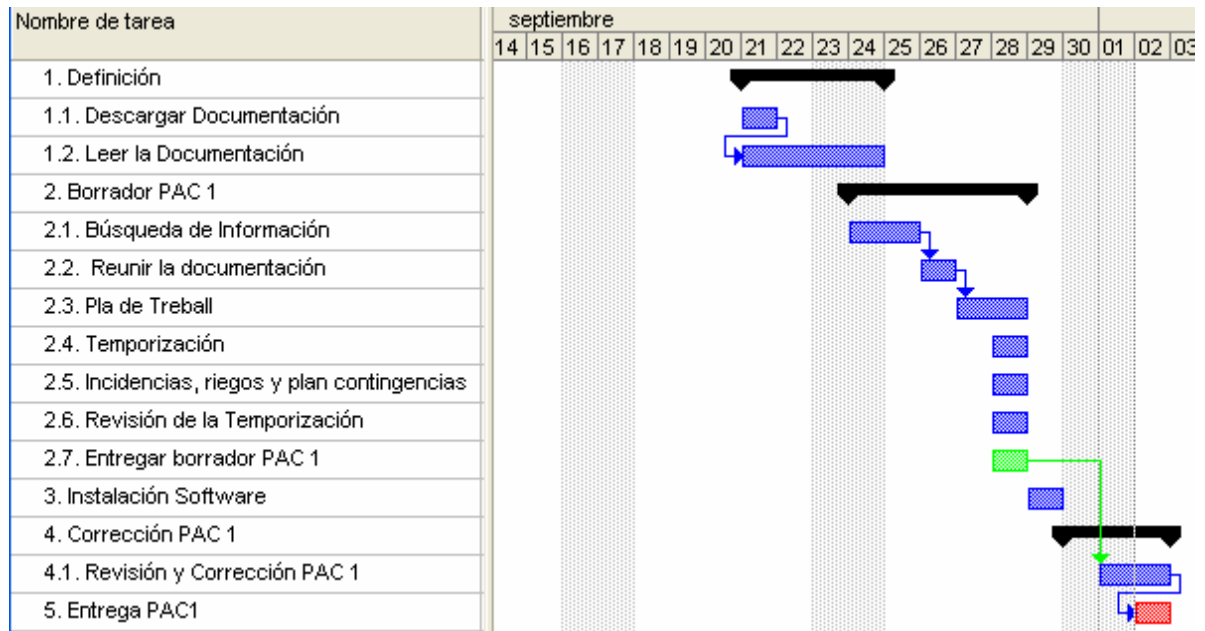 Nombre de tarea
septiembre
14 15 16 17 18 19 20 21 22 23 24 25 26 27 28 29 30 01 02 03
1. Definición
1.1. Descargar Documentación
1.2. Leer la Documentación
2. Borrador PAC 1
2.1. Búsqueda de Información
2.2. Reunir la documentación
2.3. Pla de Treball
2.4. Temporización
2.5. Incidencias, riegos y plan contingencias
2.6. Revisión de la Temporización
2.7. Entregar borrador PAC 1
3. Instalación Software
4. Corrección PAC 1
4.1. Revisión y Corrección PAC 1
5. Entrega PAC1